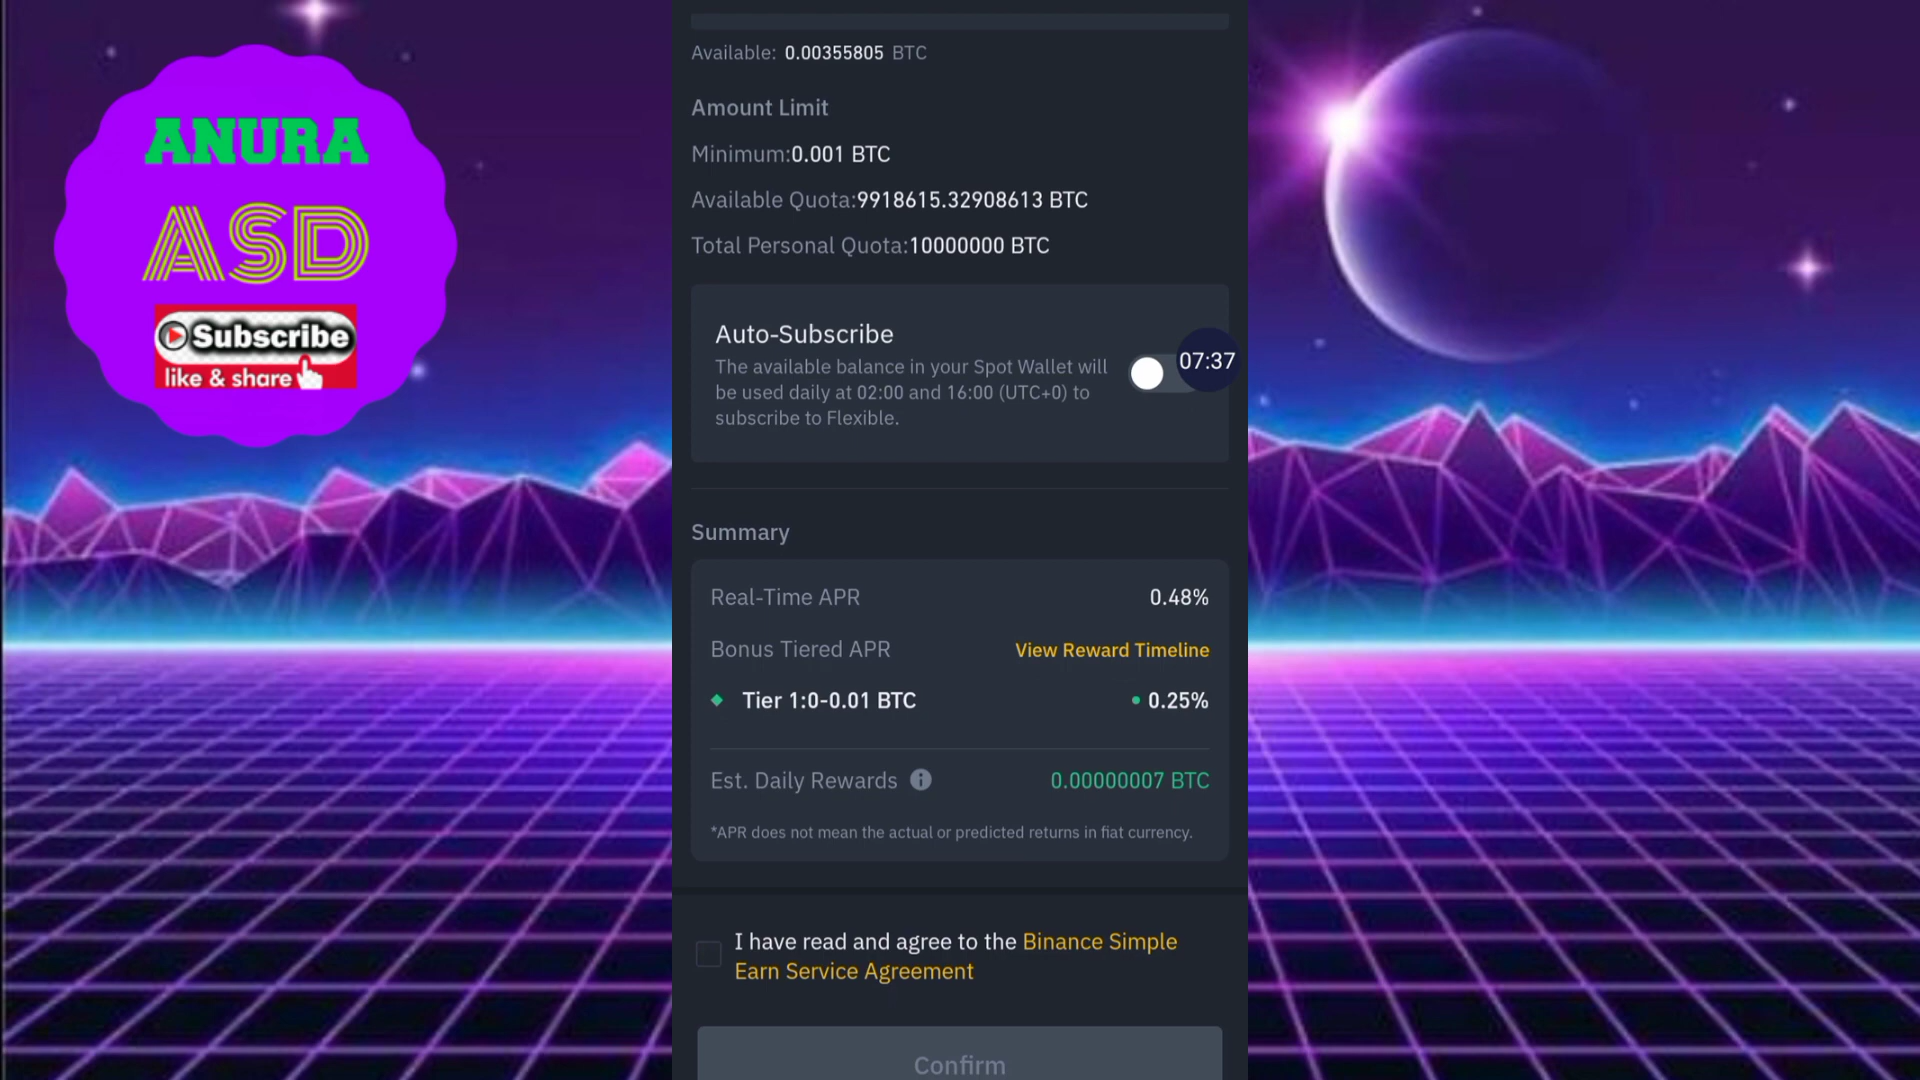 ANURA
ASD
Subscribe
like & share
Available: 0.00355805 BTC
Amount Limit
Minimum:0.001 BTC
Available Quota:9918615.32908613 BTC
Total Personal Quota:10000000 BTC
Auto-Subscribe
The available balance in your Spot Wallet will
be used daily at 02:00 and 16:00 (UTC+0) to
subscribe to Flexible.
07:37
Summary
Real-Time APR 0.48%
Bonus Tiered APR View Reward Timeline
Tier 1:0-0.01 BTC 0.25%
Est. Daily Rewards 0.00000007 BTC
*APR does not mean the actual or predicted returns in fiat currency.
I have read and agree to the Binance Simple
Earn Service Agreement
Confirm